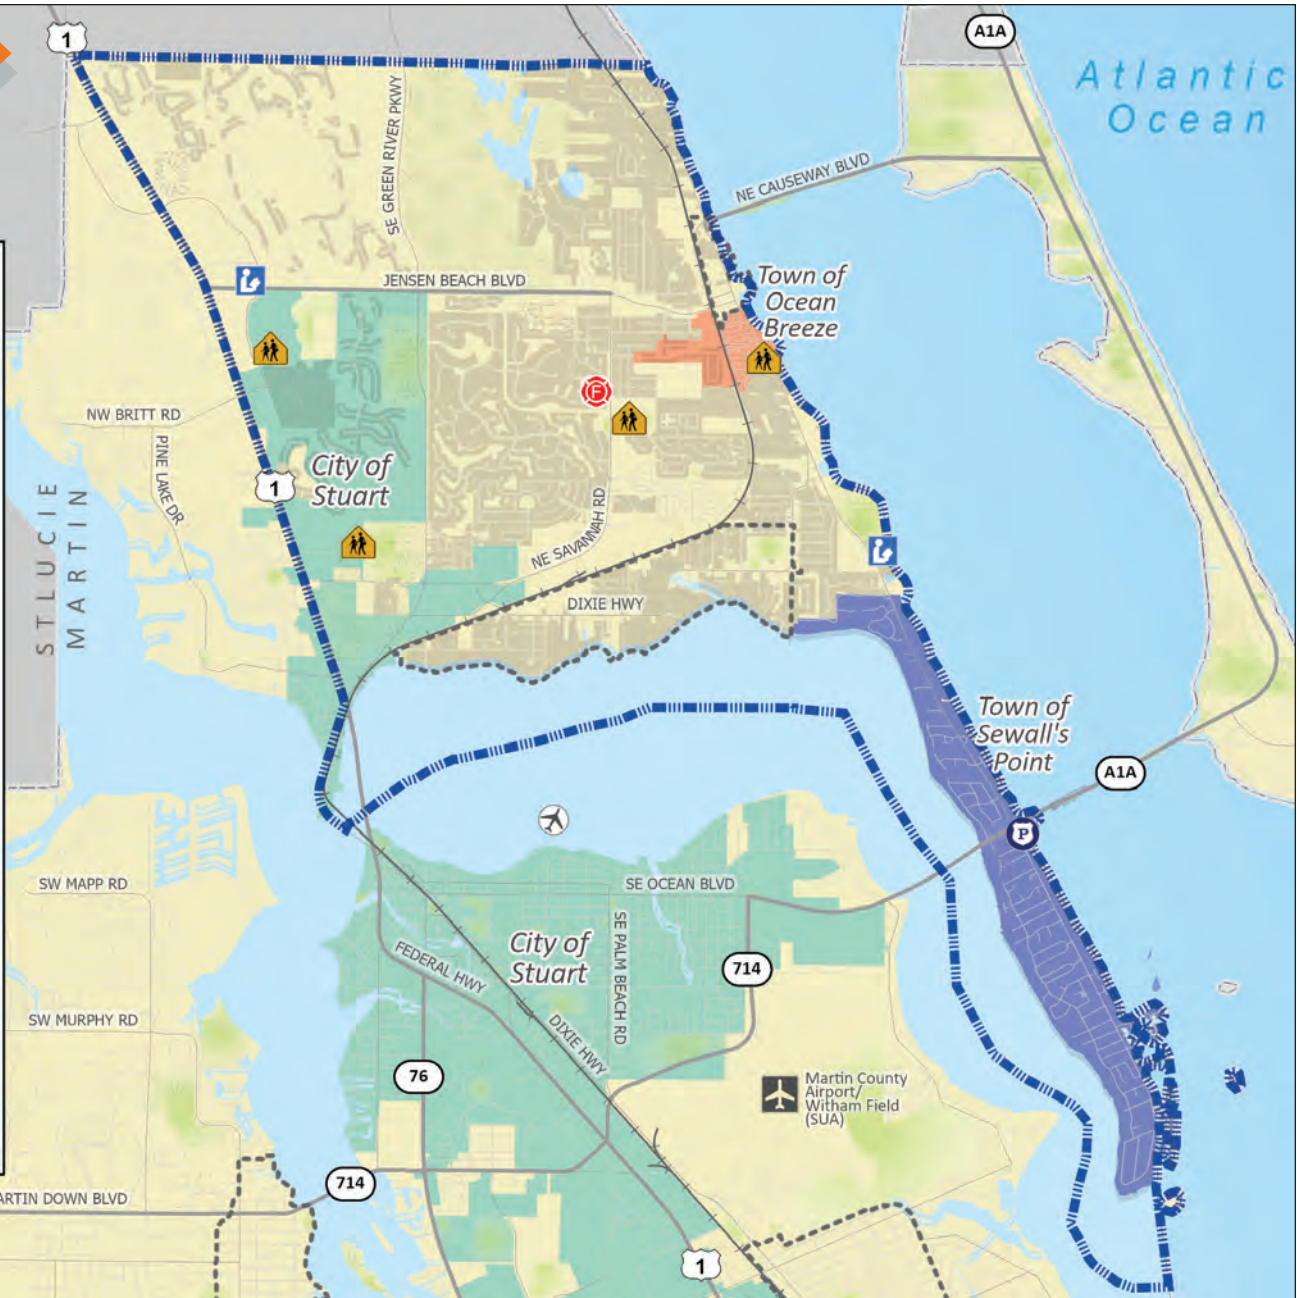 1
A1A
Atlantic
Ocean
SE GREEN RIVER PKWY
NE CAUSEWAY BLVD
JENSEN BEACH BLVD
Town of
Ocean
Breeze
F
NW BRITT RD
PINE LAKE DR
City of
Stuart
1
STLUCIE
MARTIN
NE SAVANNAH RD
DIXIE HWY
Town of
Sewall's
Point
A1A
P
SW MAPP RD
SE OCEAN BLVD
SE PALM BEACH RD
City of
Stuart
FEDERAL HWY
714
SW MURPHY RD
DIXIE HWY
76
Martin County
Airport/
Witham Field
(SUA)
714
ARTIN DOWN BLVD
1